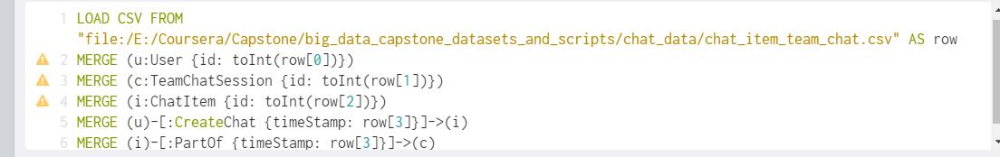 1 LOAD CSV FROM
"file:/E:/Coursera/Capstone/big_data_capstone_datasets_and_scripts/chat_data/chat_item_team_chat.csv" AS row
2 MERGE (u:User {id: toInt(row[0])})
3 MERGE (c:TeamChatSession {id: toInt(row[1])})
4 MERGE (i:ChatItem {id: toInt(row[2])})
5 MERGE (u)-[:CreateChat {timeStamp: row[3]}]->(i)
6 MERGE (i)-[:PartOf {timeStamp: row[3]}]->(c)